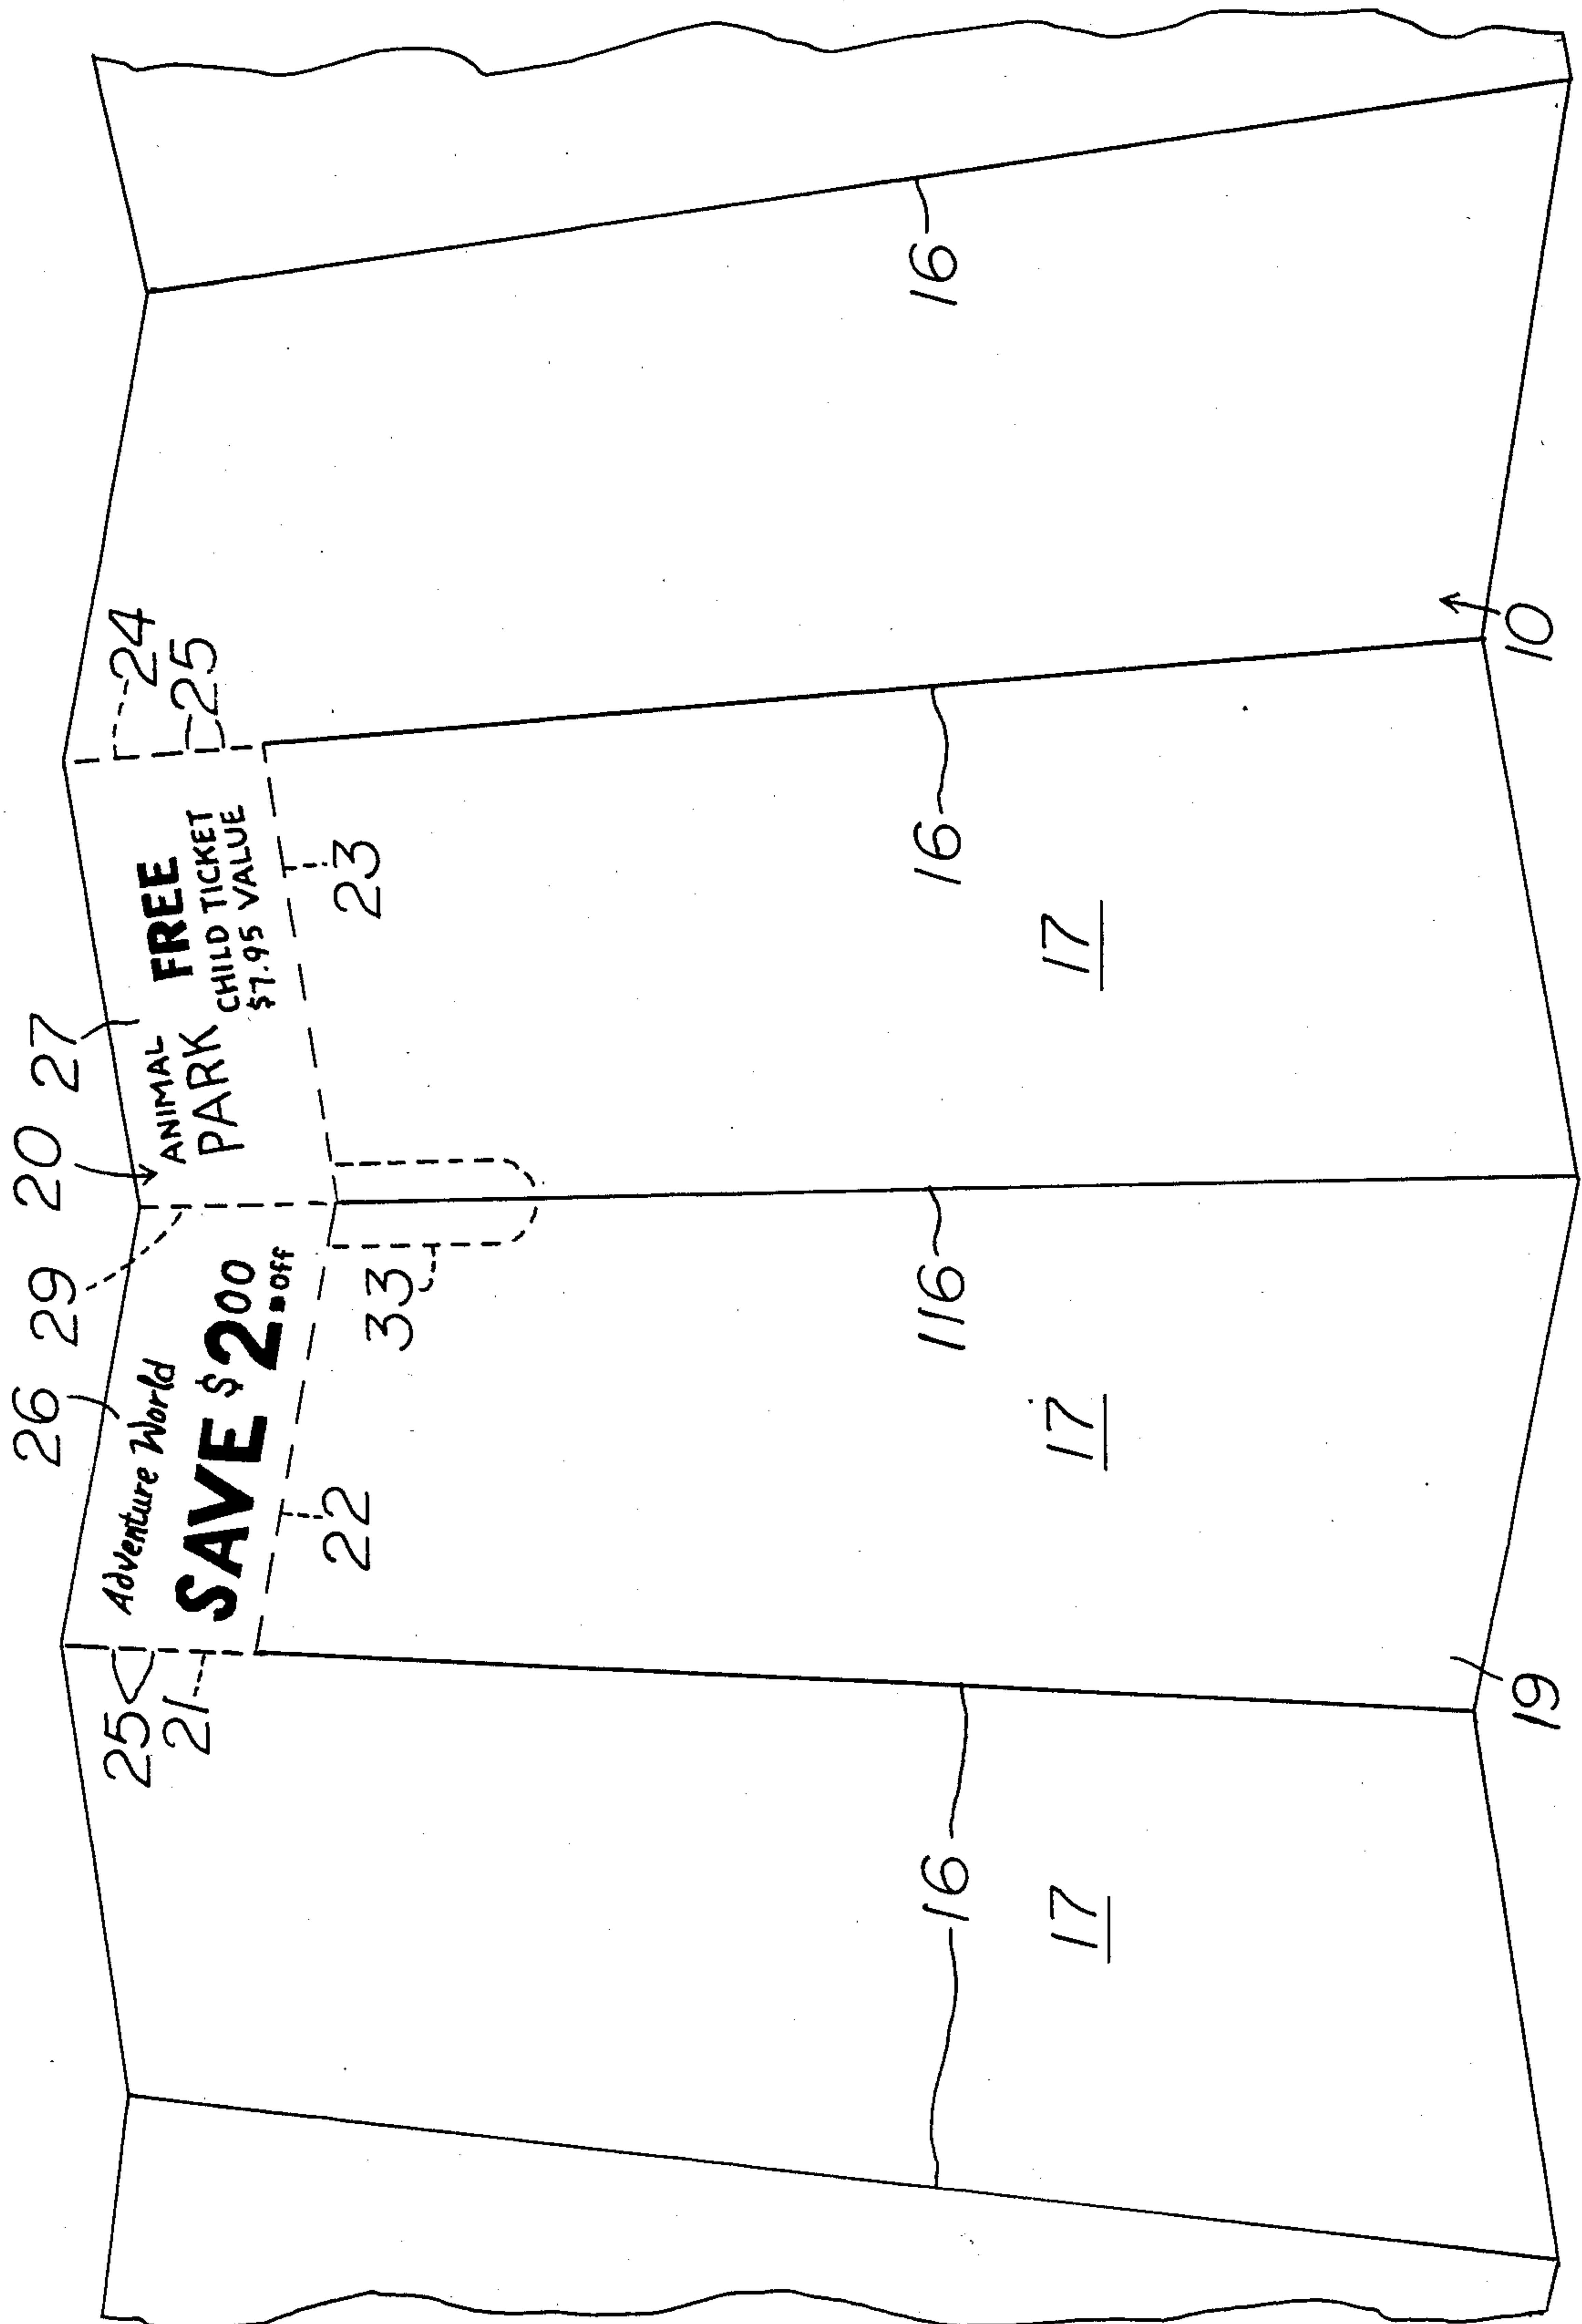 26 29 20 27
25
21
Adventure World
SAVE $2.00
off
ANIMAL
PARK
FREE
CHILD TICKET
$7.95 VALUE
24
25
22
33
23
16
116
16
16
17
17
17
19
10